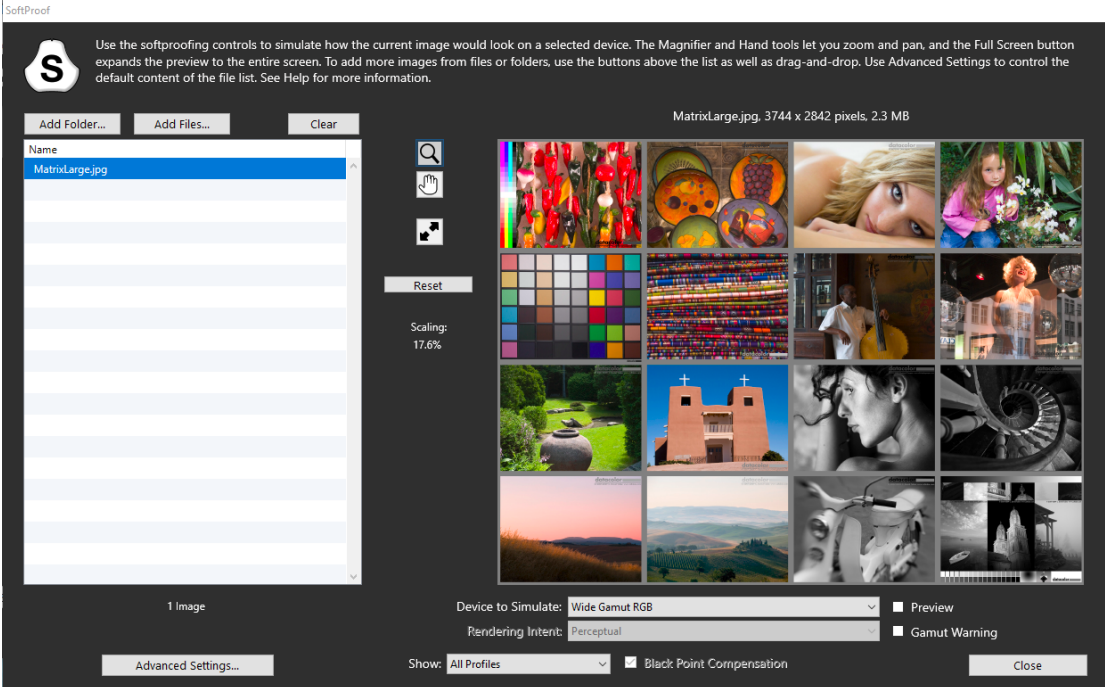 SoftProof
S
Use the softproofing controls to simulate how the current image would look on a selected device. The Magnifier and Hand tools let you zoom and pan, and the Full Screen button
expands the preview to the entire screen. To add more images from files or folders, use the buttons above the list as well as drag-and-drop. Use Advanced Settings to control the
default content of the file list. See Help for more information.
Add Folder...
Add Files...
Clear
MatrixLarge.jpg, 3744 x 2842 pixels, 2.3 MB
Name
MatrixLarge.jpg
Reset
Scaling:
17.6%
1 Image
Device to Simulate:
Wide Gamut RGB
Preview
Rendering Intent:
Perceptual
Gamut Warning
Advanced Settings...
Show:
All Profiles
Black Point Compensation
Close